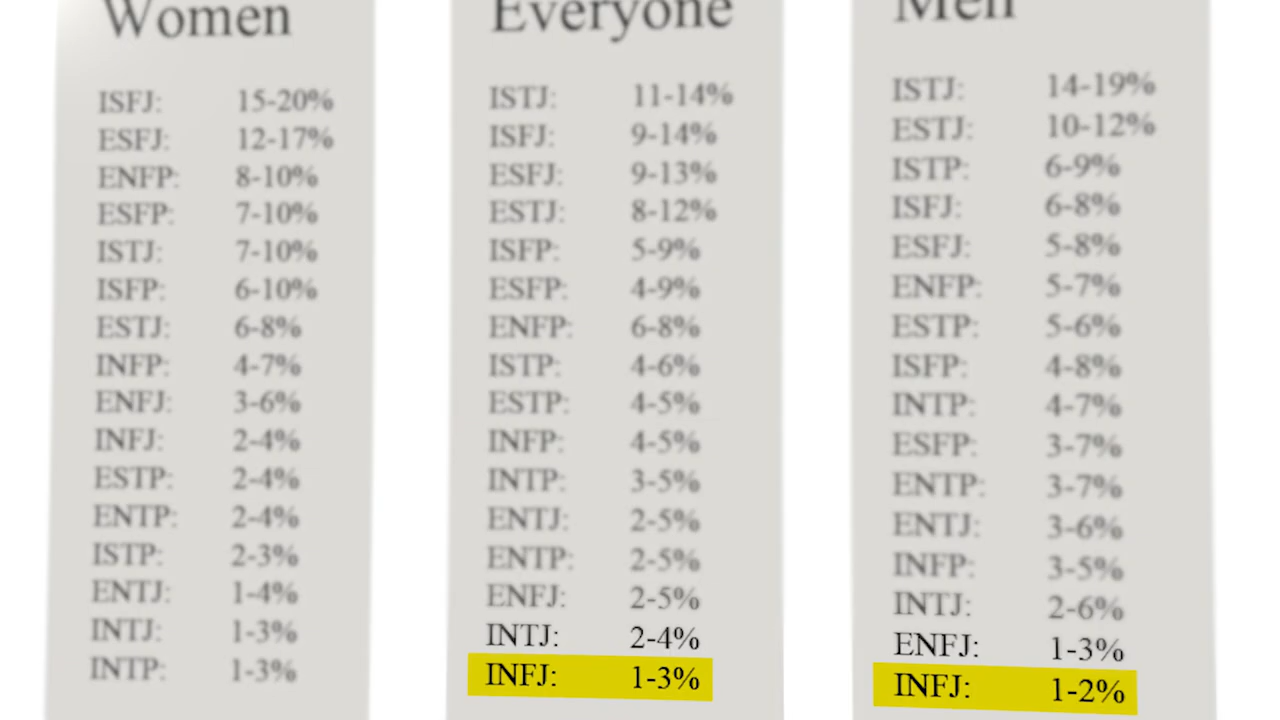 Women
ISFJ: 15-20%
ESFJ: 12-17%
ENFP: 8-10%
ESFP: 7-10%
ISTJ: 7-10%
ISFP: 6-10%
ESTJ: 6-8%
INFP: 4-7%
ENFJ: 3-6%
INFJ: 2-4%
ESTP: 2-4%
ENTP: 2-4%
ISTP: 2-3%
ENTJ: 1-4%
INTJ: 1-3%
INTP: 1-3%
Everyone
ISTJ: 11-14%
ISFJ: 9-14%
ESFJ: 9-13%
ESTJ: 8-12%
ISFP: 5-9%
ESFP: 4-9%
ENFP: 6-8%
ISTP: 4-6%
ESTP: 4-5%
INFP: 4-5%
INTP: 3-5%
ENTJ: 2-5%
ENTP: 2-5%
ENFJ: 2-5%
INTJ: 2-4%
INFJ: 1-3%
Men
ISTJ: 14-19%
ESTJ: 10-12%
ISTP: 6-9%
ISFJ: 6-8%
ESFJ: 5-8%
ENFP: 5-7%
ESTP: 5-6%
ISFP: 4-8%
INTP: 4-7%
ESFP: 3-7%
ENTP: 3-7%
ENTJ: 3-6%
INFP: 3-5%
INTJ: 2-6%
ENFJ: 1-3%
INFJ: 1-2%